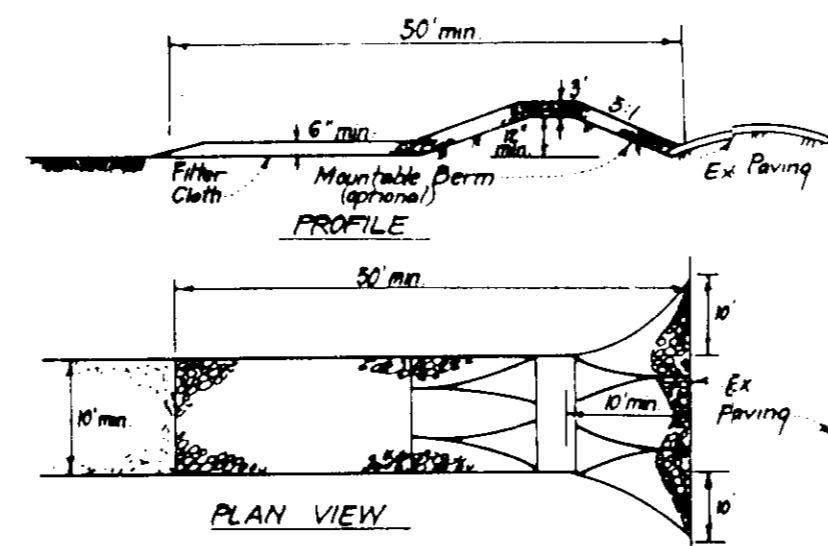 50' min.
3'
5:1
6" min.
12"
min.
Filter
Cloth
Mountable Berm
(optional)
Ex Paving
PROFILE
50' min.
10'
10' min.
10' min.
Ex
Paving
10'
PLAN VIEW